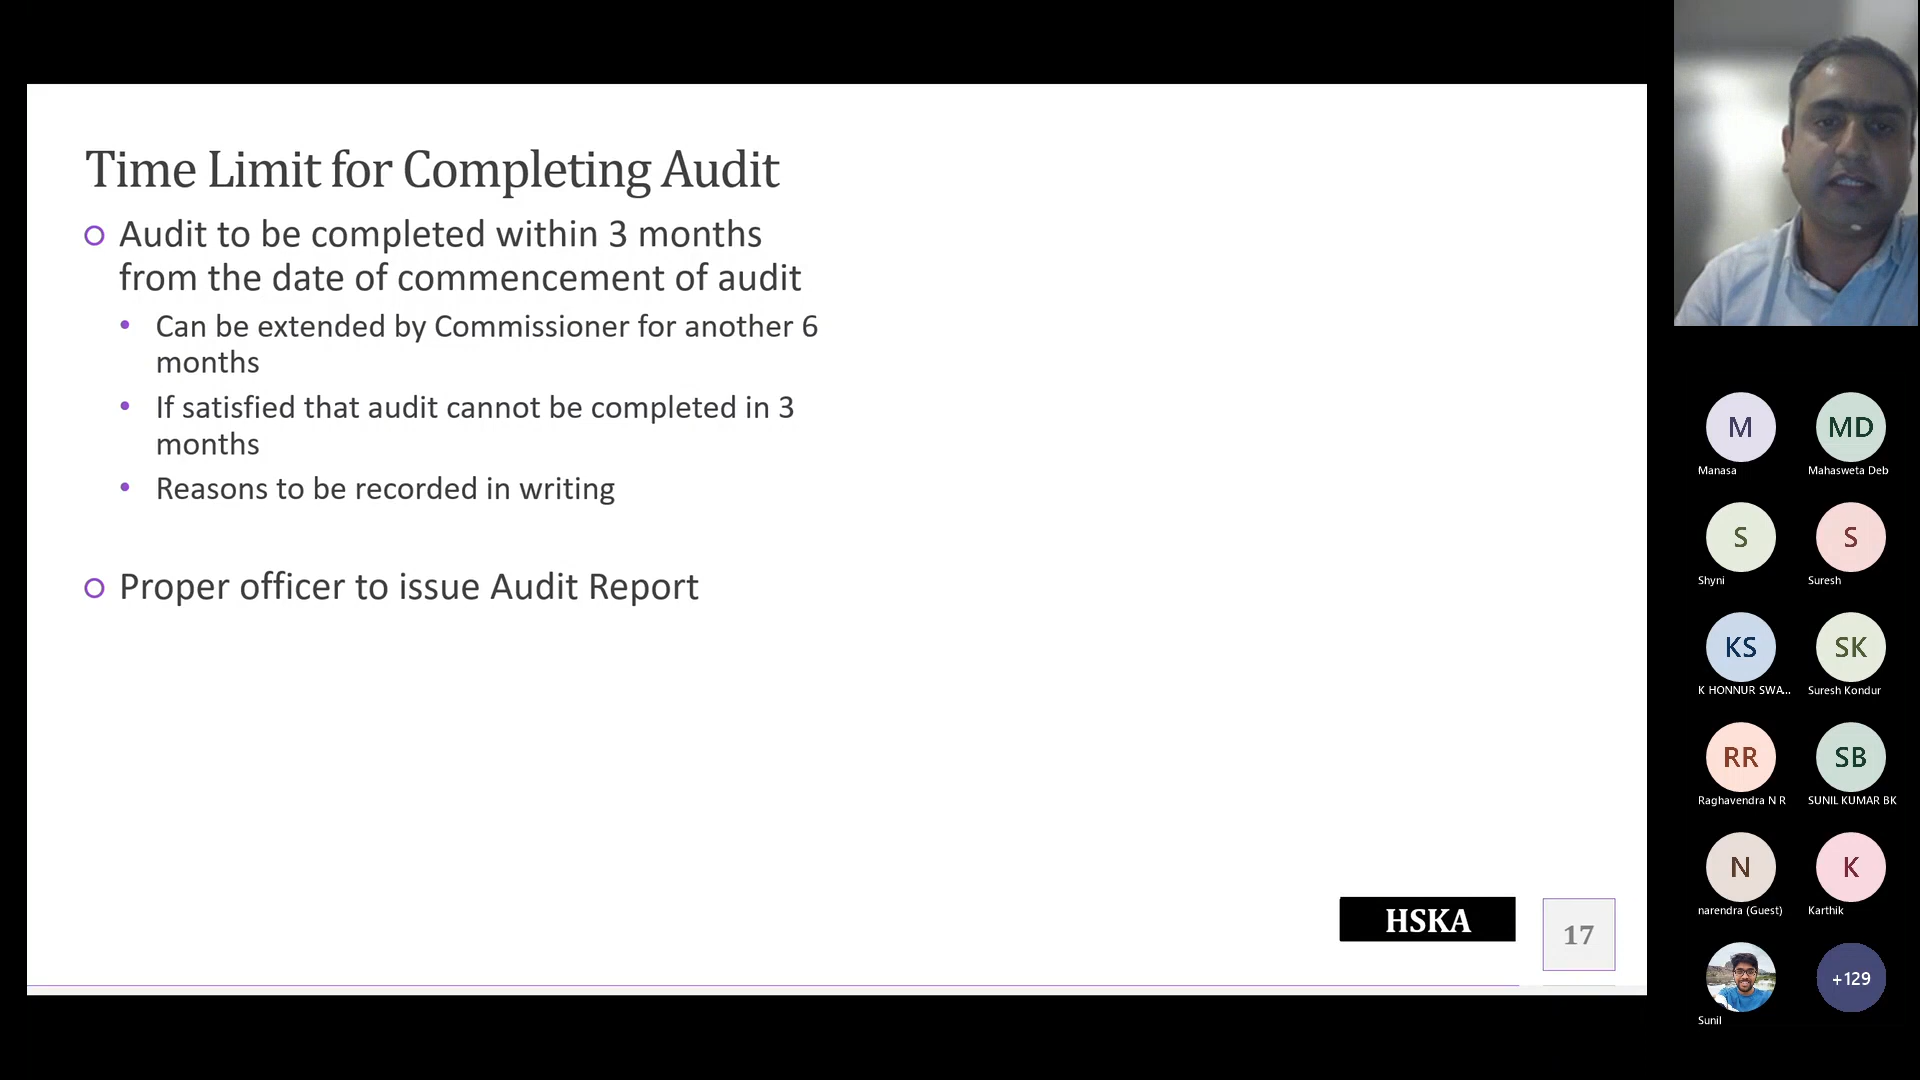 Time Limit for Completing Audit
Audit to be completed within 3 months
from the date of commencement of audit
Can be extended by Commissioner for another 6
months
If satisfied that audit cannot be completed in 3
months
Reasons to be recorded in writing
Proper officer to issue Audit Report
HSKA
17
M
MD
Manasa
Mahasweta Deb
S
S
Shyni
Suresh
KS
SK
K HONNUR SWA...
Suresh Kondur
RR
SB
Raghavendra N R
SUNIL KUMAR BK
N
K
narendra (Guest)
Karthik
+129
Sunil